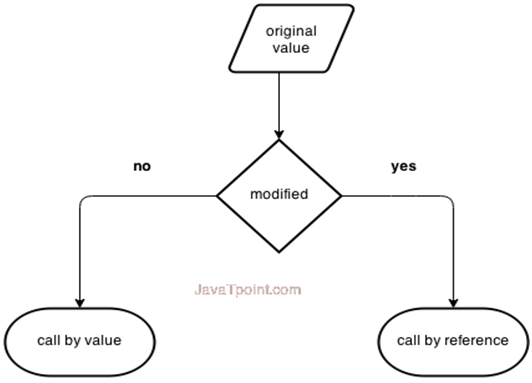 original
value
no
yes
modified
JavaTpoint.com
call by value
call by reference